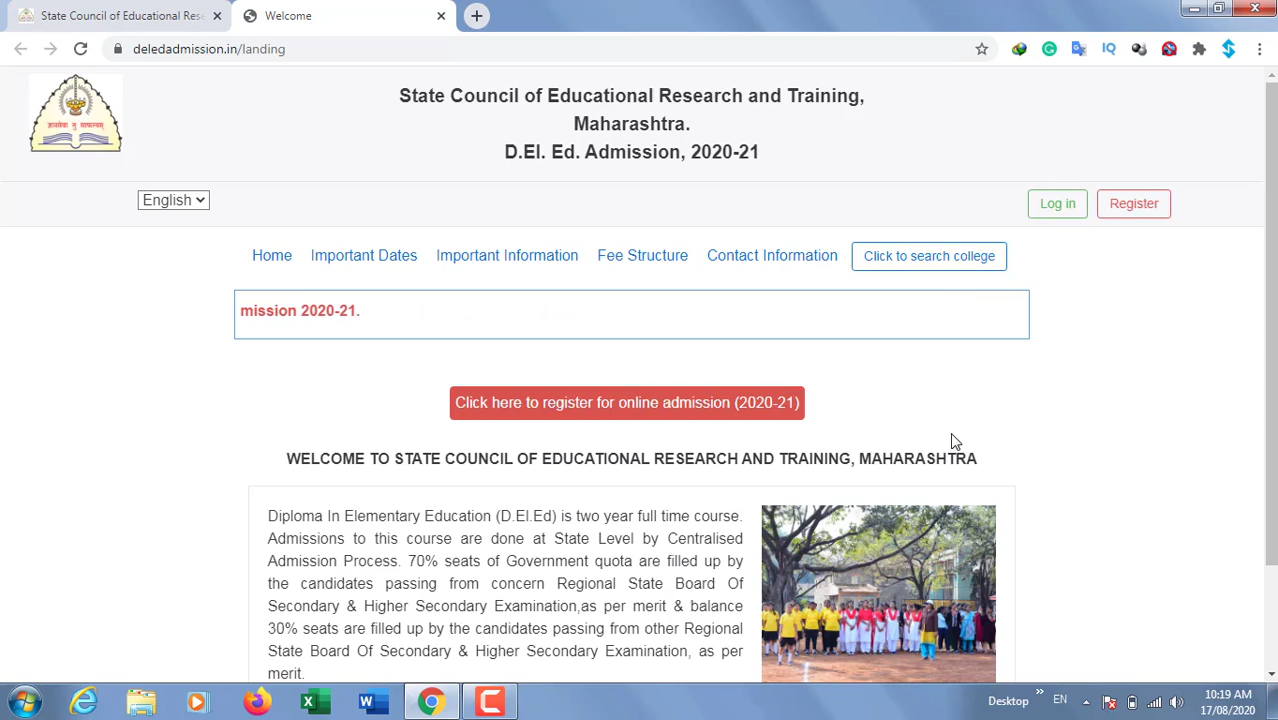 State Council of Educational Rese
Welcome
deledadmission.in/landing
ज्ञानसेवा तु साफल्यम्
State Council of Educational Research and Training,
Maharashtra.
D.El. Ed. Admission, 2020-21
English
Log in
Register
Home
Important Dates
Important Information
Fee Structure
Contact Information
Click to search college
mission 2020-21.
Click here to register for online admission (2020-21)
WELCOME TO STATE COUNCIL OF EDUCATIONAL RESEARCH AND TRAINING, MAHARASHTRA
Diploma In Elementary Education (D.El.Ed) is two year full time course.
Admissions to this course are done at State Level by Centralised
Admission Process. 70% seats of Government quota are filled up by
the candidates passing from concern Regional State Board Of
Secondary & Higher Secondary Examination,as per merit & balance
30% seats are filled up by the candidates passing from other Regional
State Board Of Secondary & Higher Secondary Examination, as per
merit.
Desktop
EN
10:19 AM
17/08/2020